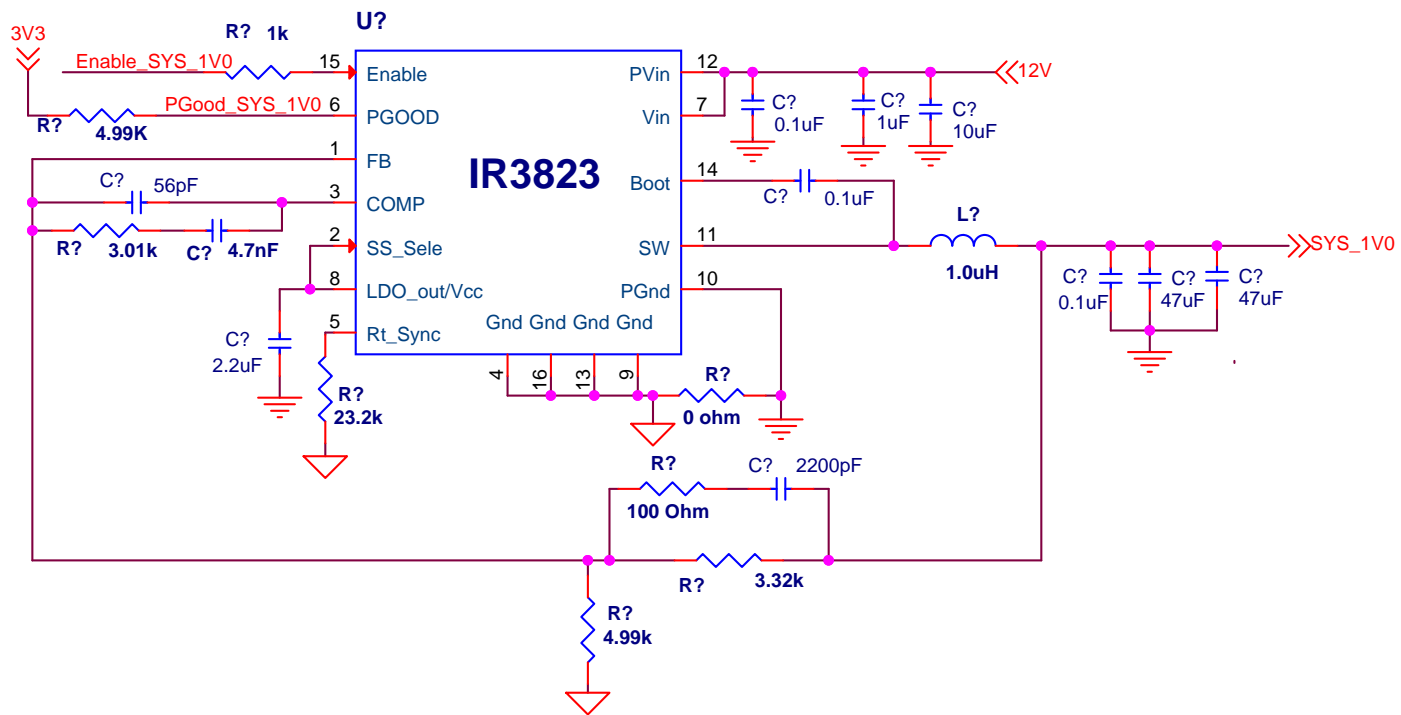 U?
3V3
R? 1k
Enable_SYS_1V0
15
Enable
PVin
12
12V
PGood_SYS_1V0
6
PGOOD
Vin
7
C?
0.1uF
C?
1uF
C?
10uF
R?
4.99K
1
FB
IR3823
C?
56pF
3
COMP
Boot
14
C?
0.1uF
R?
3.01k
C?
4.7nF
2
SS_Sele
SW
11
L?
1.0uH
SYS_1V0
8
LDO_out/Vcc
PGnd
10
C?
0.1uF
C?
47uF
C?
47uF
C?
2.2uF
5
Rt_Sync
Gnd Gnd Gnd Gnd
4
16
13
9
R?
23.2k
R?
0 ohm
R?
100 Ohm
C?
2200pF
R?
3.32k
R?
4.99k